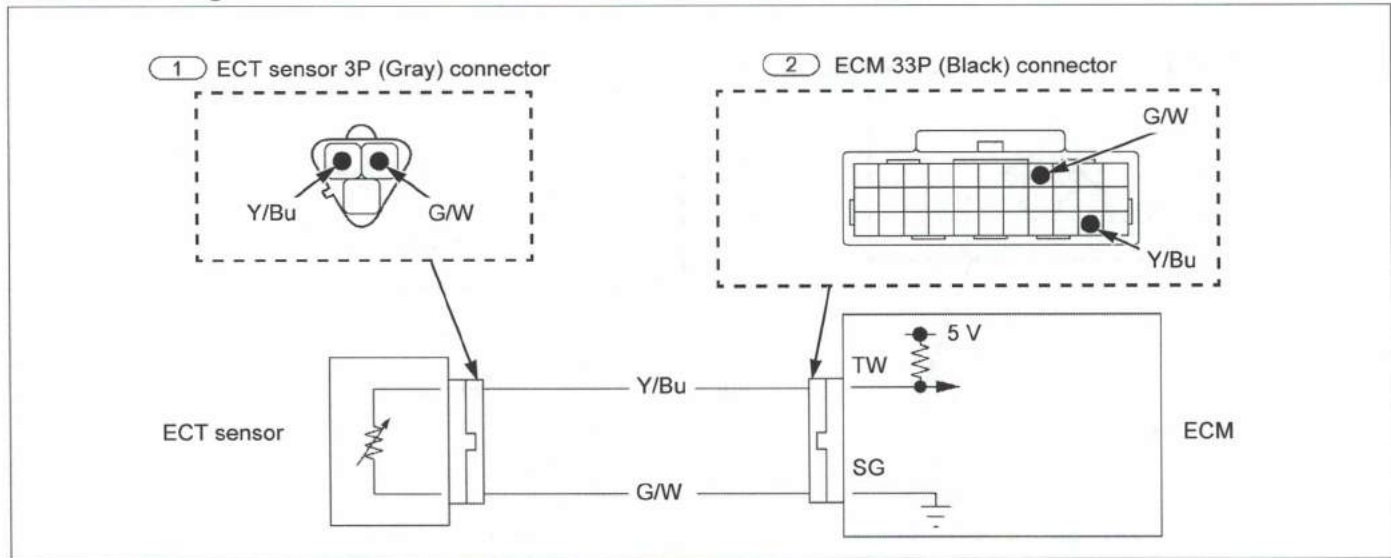 1 ECT sensor 3P (Gray) connector
2 ECM 33P (Black) connector
Y/Bu
G/W
G/W
Y/Bu
ECT sensor
Y/Bu
G/W
5 V
TW
SG
ECM